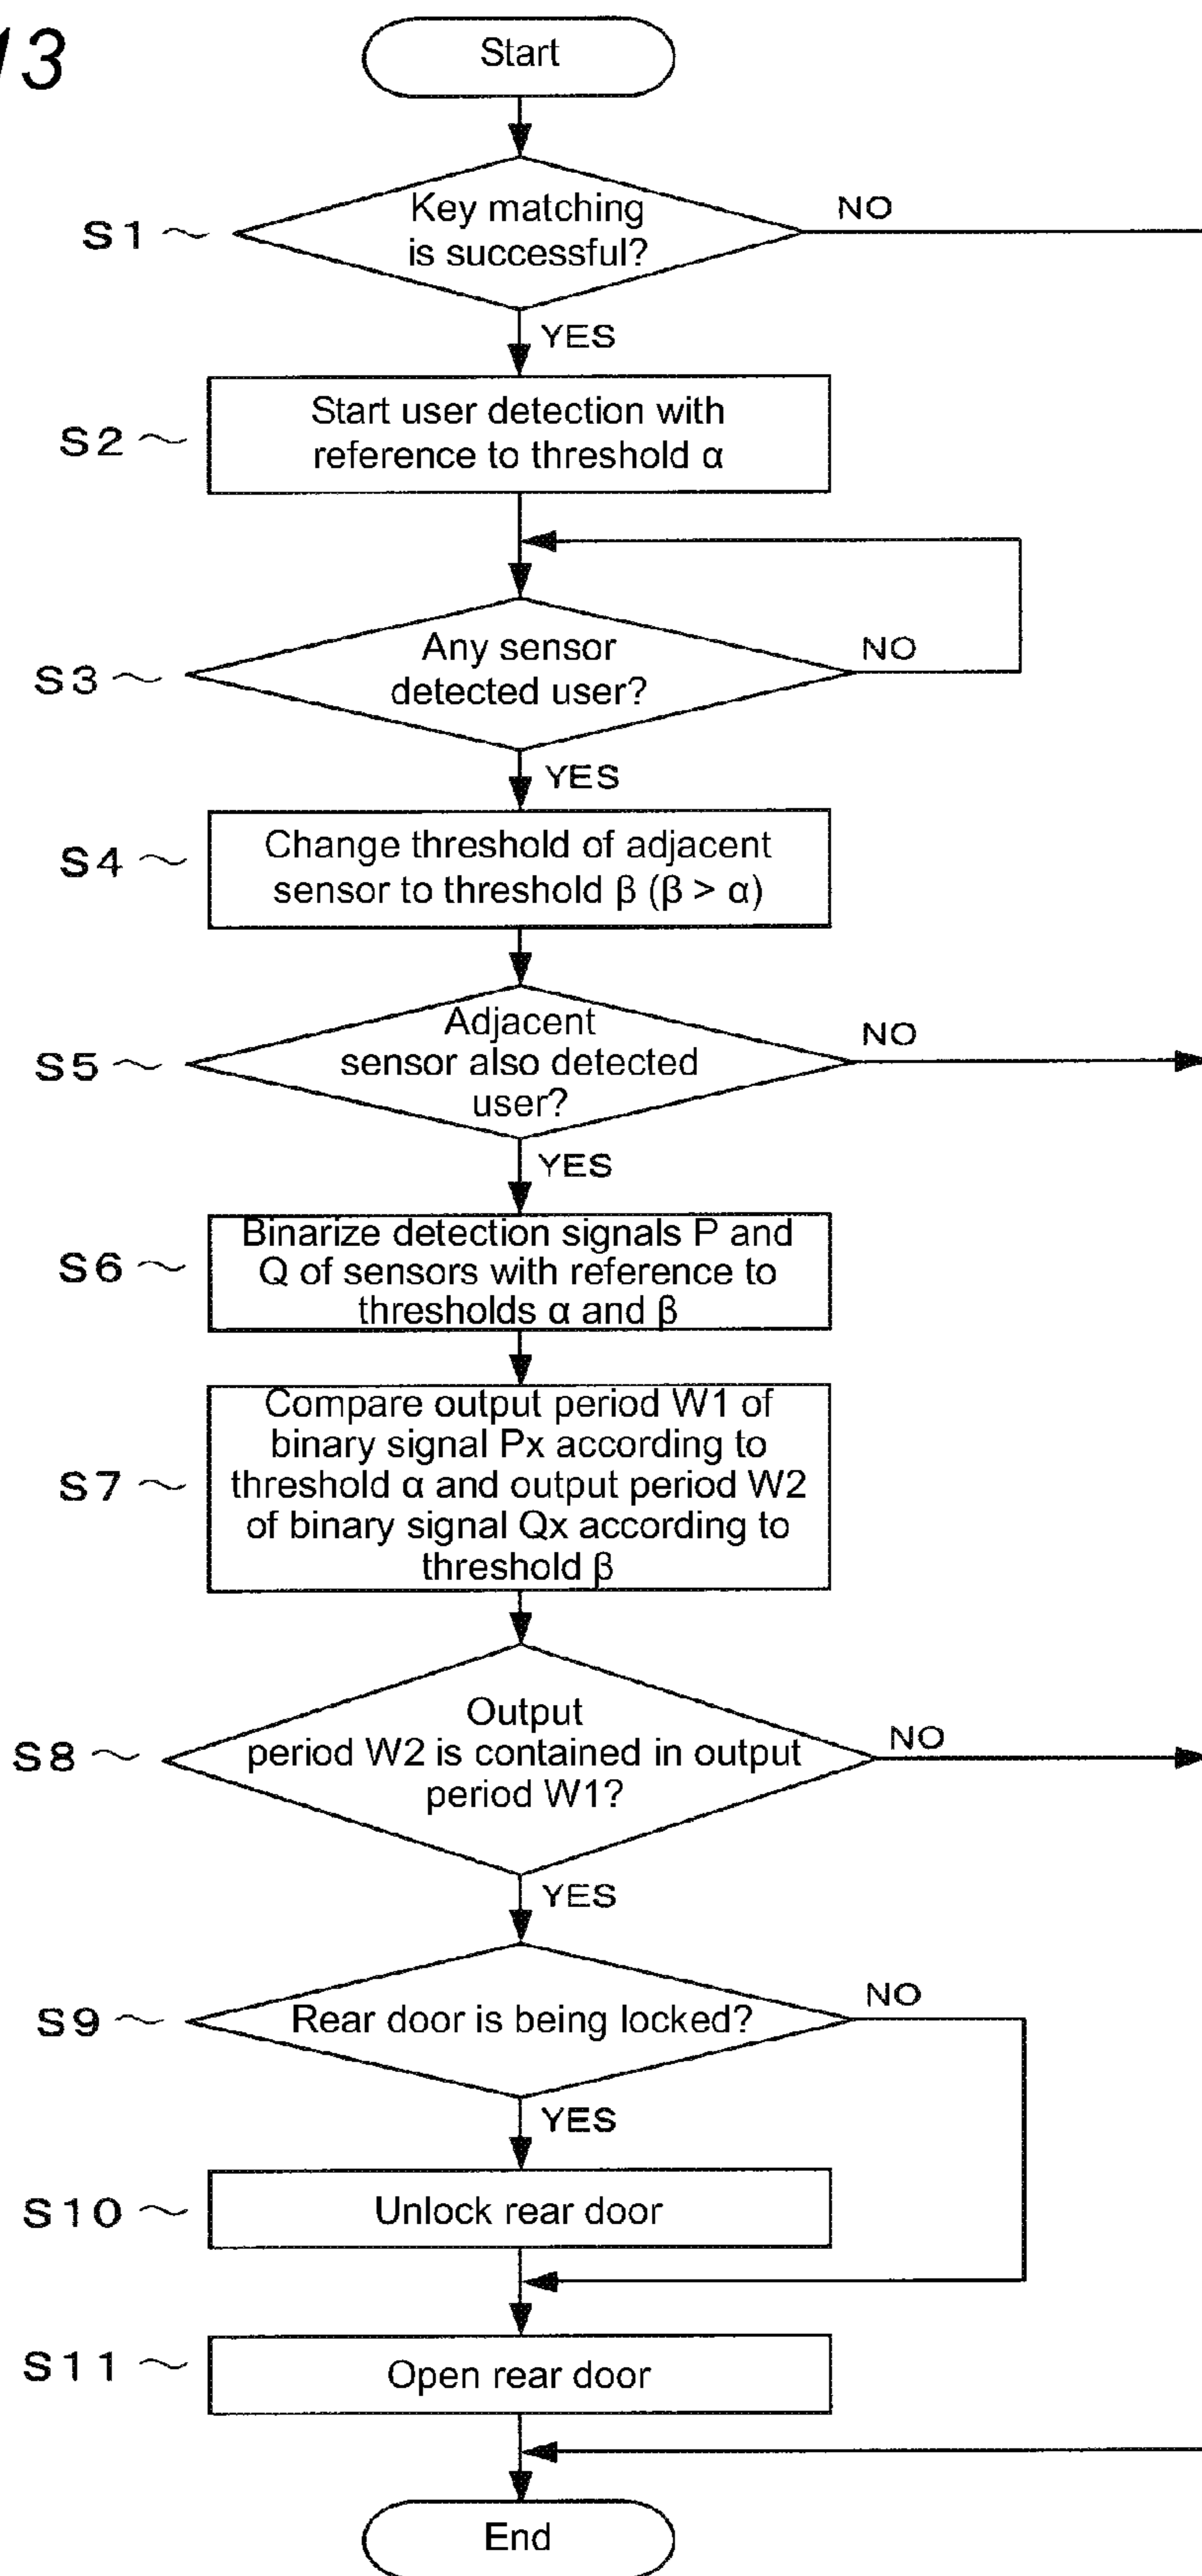 13
Start
S1
Key matching
is successful?
NO
YES
S2
Start user detection with
reference to threshold α
S3
Any sensor
detected user?
NO
YES
S4
Change threshold of adjacent
sensor to threshold β (β > α)
S5
Adjacent
sensor also detected
user?
NO
YES
S6
Binarize detection signals P and
Q of sensors with reference to
thresholds α and β
S7
Compare output period W1 of
binary signal Px according to
threshold α and output period W2
of binary signal Qx according to
threshold β
S8
Output
period W2 is contained in output
period W1?
NO
YES
S9
Rear door is being locked?
NO
YES
S10
Unlock rear door
S11
Open rear door
End